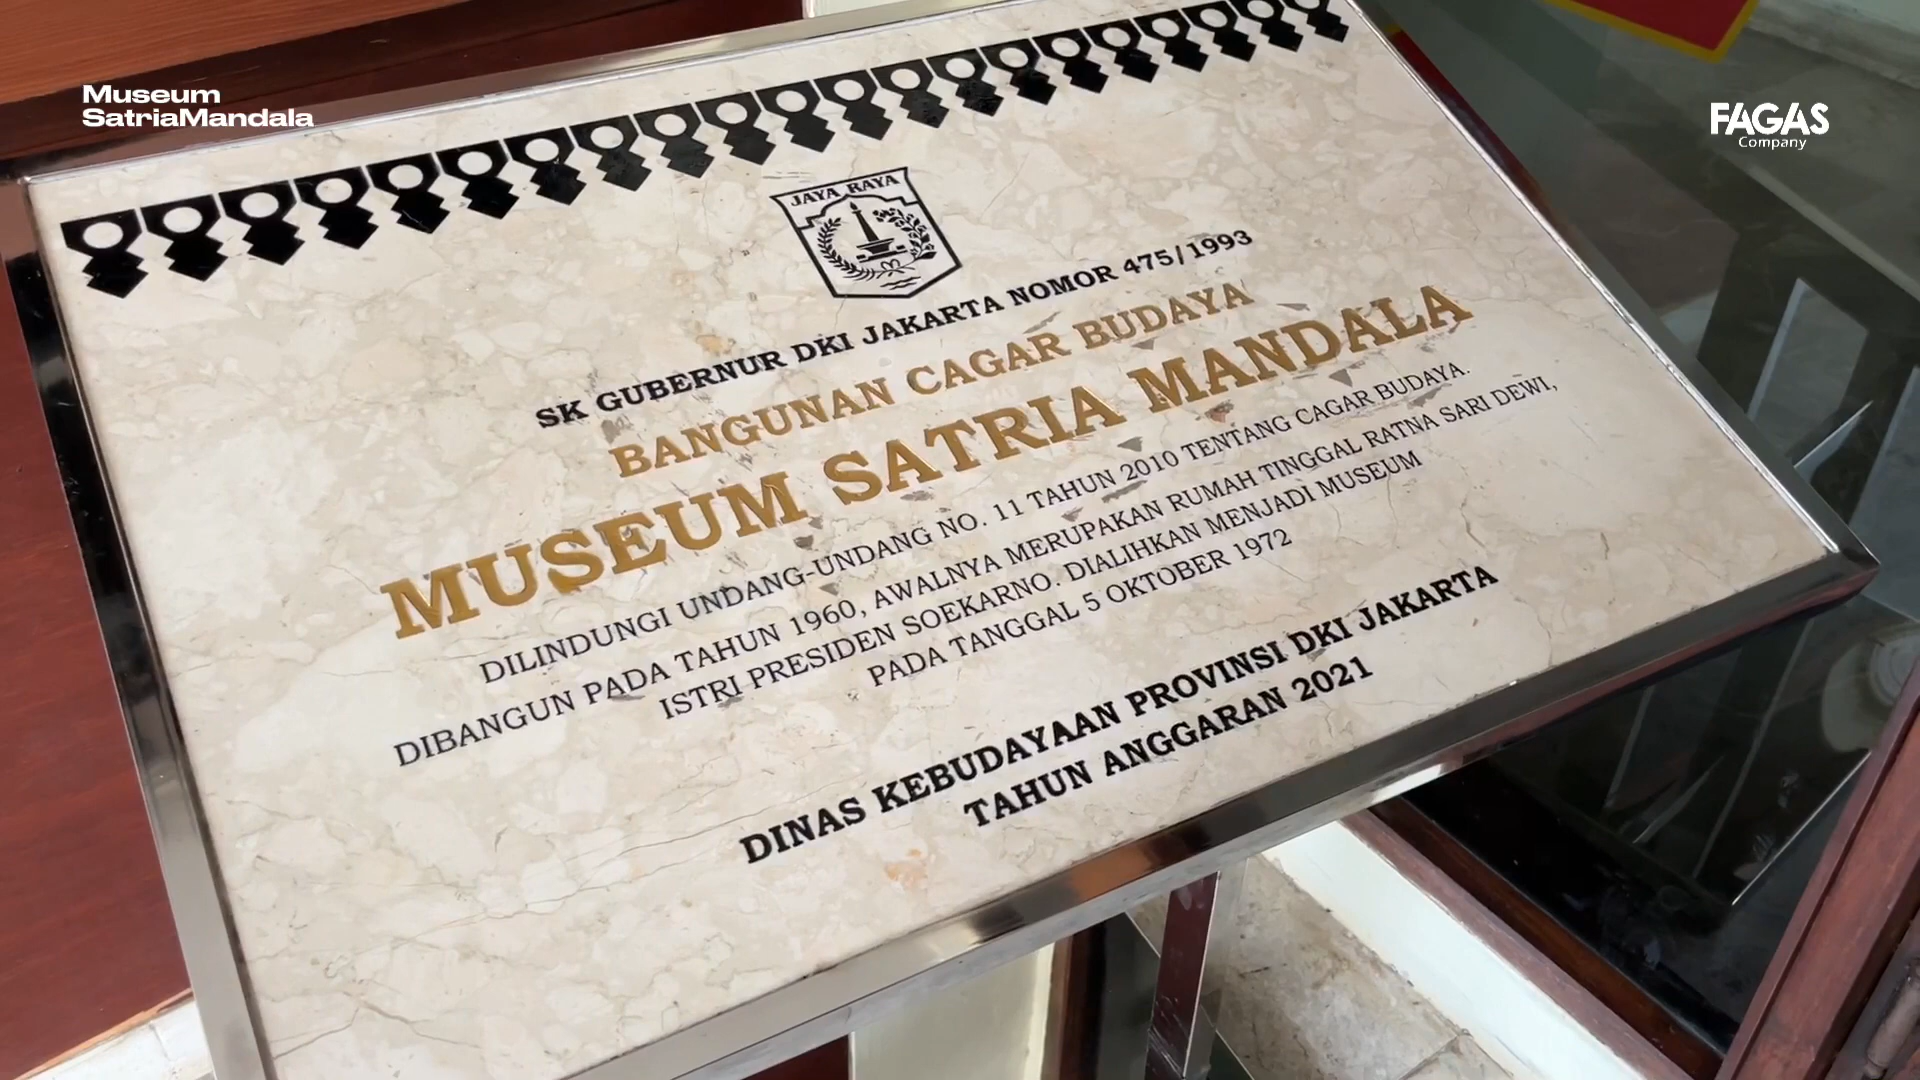 Museum
SatriaMandala
FAGAS
Company
JAYA RAYA
SK GUBERNUR DKI JAKARTA NOMOR 475/1993
BANGUNAN CAGAR BUDAYA
MUSEUM SATRIA MANDALA
DILINDUNGI UNDANG-UNDANG NO. 11 TAHUN 2010 TENTANG CAGAR BUDAYA.
DIBANGUN PADA TAHUN 1960, AWALNYA MERUPAKAN RUMAH TINGGAL RATNA SARI DEWI,
ISTRI PRESIDEN SOEKARNO. DIALIHKAN MENJADI MUSEUM
PADA TANGGAL 5 OKTOBER 1972
DINAS KEBUDAYAAN PROVINSI DKI JAKARTA
TAHUN ANGGARAN 2021